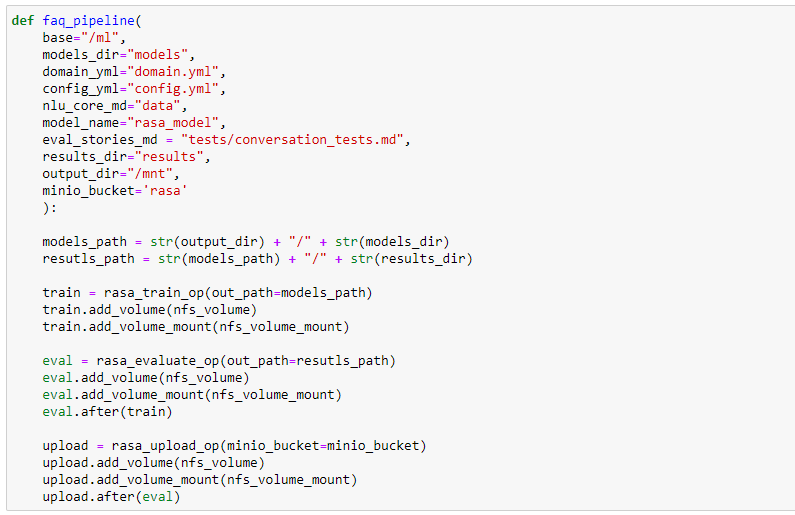 def faq_pipeline(
    base="/ml",
    models_dir="models",
    domain_yml="domain.yml",
    config_yml="config.yml",
    nlu_core_md="data",
    model_name="rasa_model",
    eval_stories_md = "tests/conversation_tests.md",
    results_dir="results",
    output_dir="/mnt",
    minio_bucket='rasa'
    ):

    models_path = str(output_dir) + "/" + str(models_dir)
    resutls_path = str(models_path) + "/" + str(results_dir)

    train = rasa_train_op(out_path=models_path)
    train.add_volume(nfs_volume)
    train.add_volume_mount(nfs_volume_mount)

    eval = rasa_evaluate_op(out_path=resutls_path)
    eval.add_volume(nfs_volume)
    eval.add_volume_mount(nfs_volume_mount)
    eval.after(train)

    upload = rasa_upload_op(minio_bucket=minio_bucket)
    upload.add_volume(nfs_volume)
    upload.add_volume_mount(nfs_volume_mount)
    upload.after(eval)